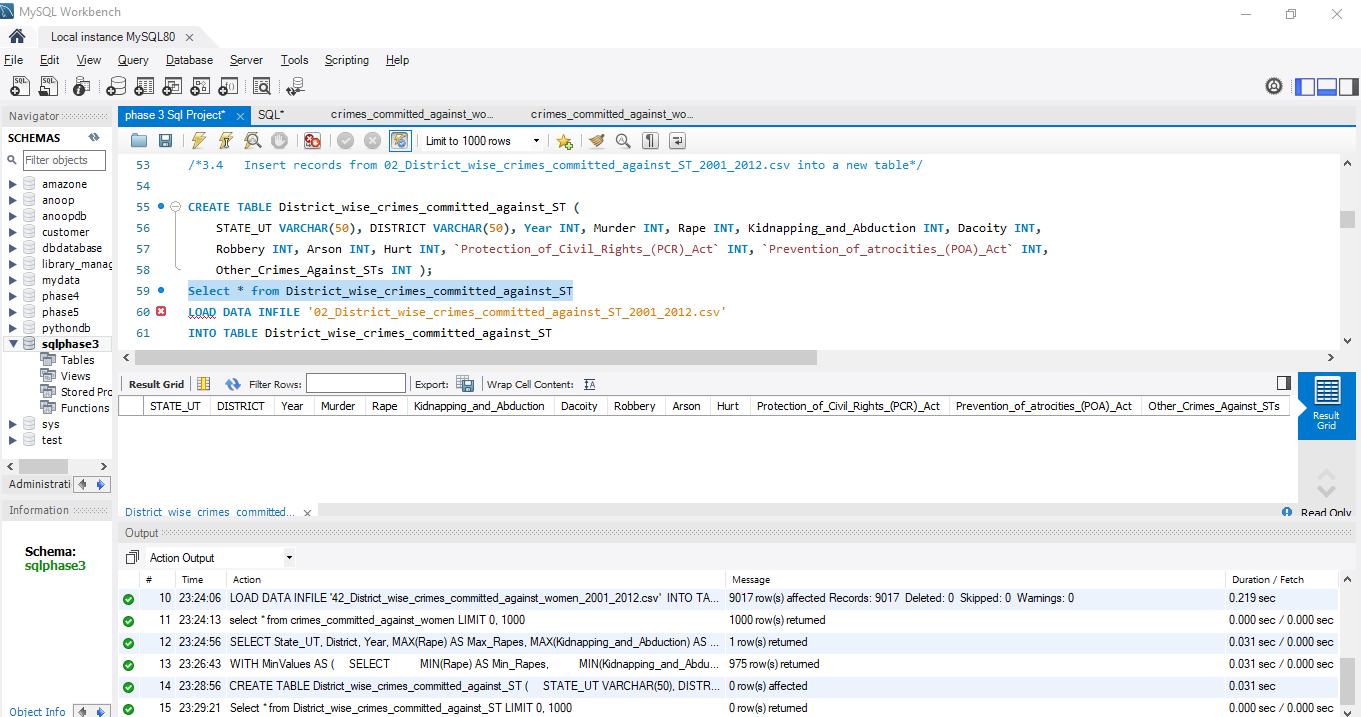 MySQL Workbench
Local instance MySQL80
File Edit View Query Database Server Tools Scripting Help
Navigator
SCHEMAS
Filter objects
amazone
anoop
anoopdb
customer
dbdatabase
library_manag
mydata
phase4
phase5
pythondb
sqlphase3
Tables
Views
Stored Pro
Functions
sys
test
Administrati
Information
Schema:
sqlphase3
Object Info
phase 3 Sql Project* SQL* crimes_committed_against_wo... crimes_committed_against_wo...
Limit to 1000 rows
53 /*3.4 Insert records from 02_District_wise_crimes_committed_against_ST_2001_2012.csv into a new table*/
54
55 CREATE TABLE District_wise_crimes_committed_against_ST (
56 STATE_UT VARCHAR(50), DISTRICT VARCHAR(50), Year INT, Murder INT, Rape INT, Kidnapping_and_Abduction INT, Dacoity INT,
57 Robbery INT, Arson INT, Hurt INT, `Protection_of_Civil_Rights_(PCR)_Act` INT, `Prevention_of_atrocities_(POA)_Act` INT,
58 Other_Crimes_Against_STs INT );
59 Select * from District_wise_crimes_committed_against_ST
60 LOAD DATA INFILE '02_District_wise_crimes_committed_against_ST_2001_2012.csv'
61 INTO TABLE District_wise_crimes_committed_against_ST
Result Grid Filter Rows: Export: Wrap Cell Content:
STATE_UT DISTRICT Year Murder Rape Kidnapping_and_Abduction Dacoity Robbery Arson Hurt Protection_of_Civil_Rights_(PCR)_Act Prevention_of_atrocities_(POA)_Act Other_Crimes_Against_STs
Result
Grid
District_wise_crimes_committed... Read Only
Output
Action Output
# Time Action Message Duration / Fetch
10 23:24:06 LOAD DATA INFILE '42_District_wise_crimes_committed_against_women_2001_2012.csv' INTO TA... 9017 row(s) affected Records: 9017 Deleted: 0 Skipped: 0 Warnings: 0 0.219 sec
11 23:24:13 select * from crimes_committed_against_women LIMIT 0, 1000 1000 row(s) returned 0.000 sec / 0.000 sec
12 23:24:56 SELECT State_UT, District, Year, MAX(Rape) AS Max_Rapes, MAX(Kidnapping_and_Abduction) AS ... 1 row(s) returned 0.031 sec / 0.000 sec
13 23:26:43 WITH MinValues AS ( SELECT MIN(Rape) AS Min_Rapes, MIN(Kidnapping_and_Abdu... 975 row(s) returned 0.031 sec / 0.000 sec
14 23:28:56 CREATE TABLE District_wise_crimes_committed_against_ST ( STATE_UT VARCHAR(50), DISTR... 0 row(s) affected 0.031 sec
15 23:29:21 Select * from District_wise_crimes_committed_against_ST LIMIT 0, 1000 0 row(s) returned 0.000 sec / 0.000 sec